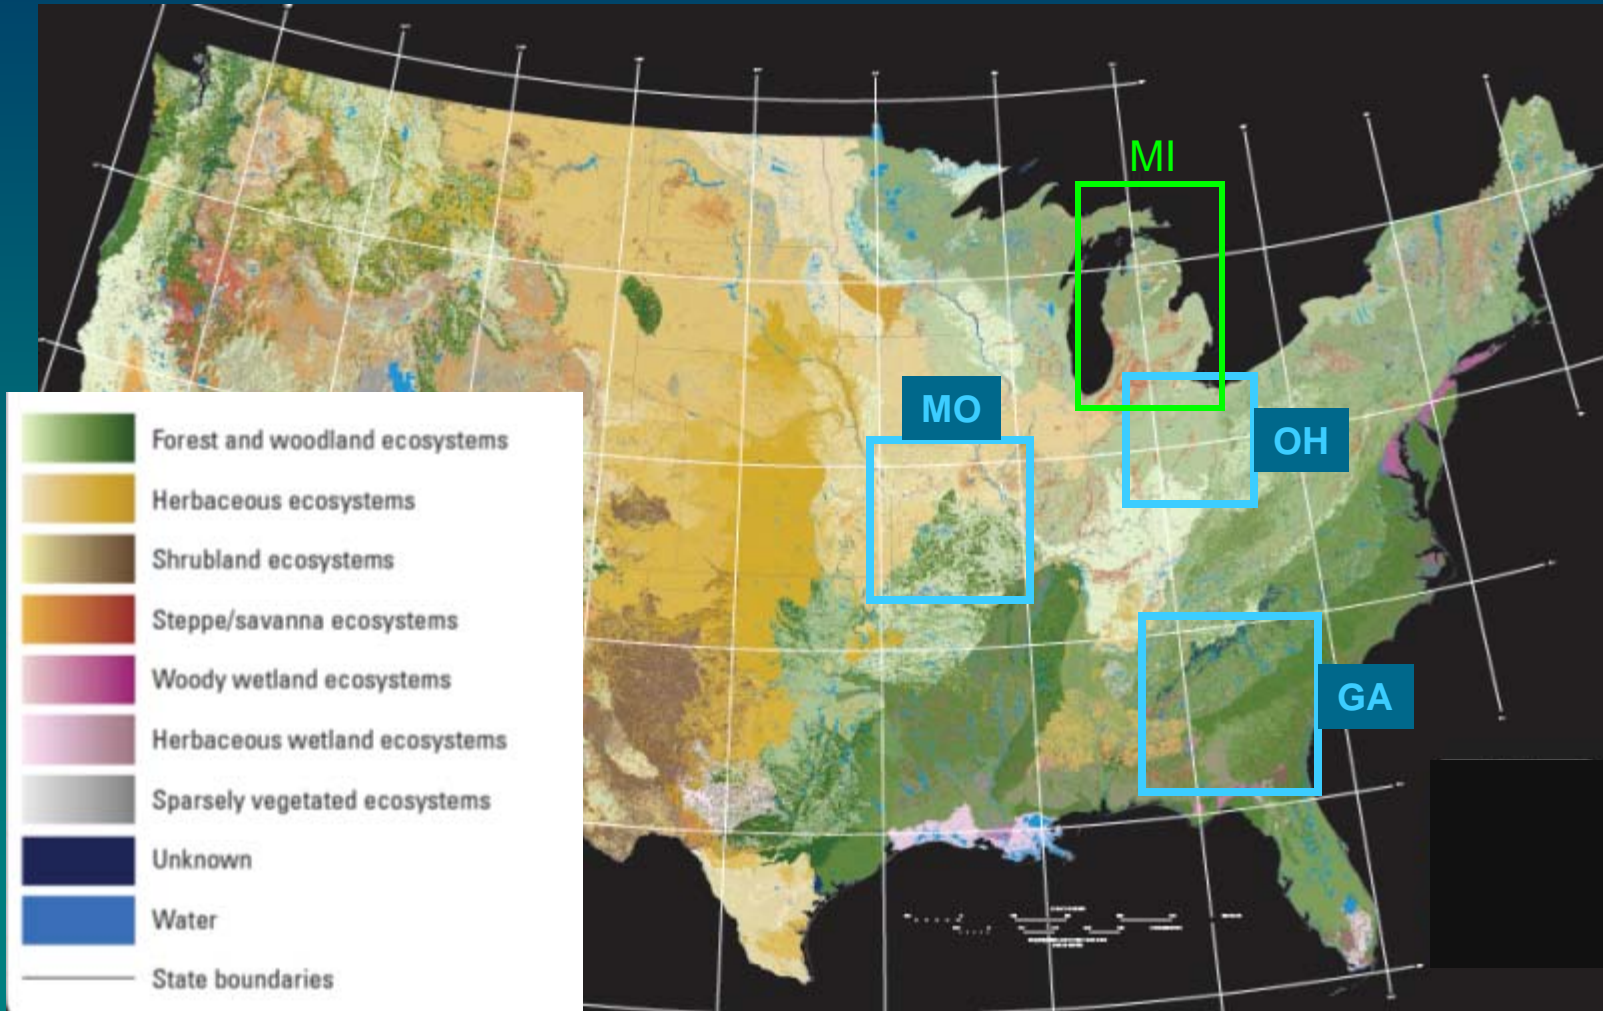 MI
MO
OH
GA
Forest and woodland ecosystems
Herbaceous ecosystems
Shrubland ecosystems
Steppe/savanna ecosystems
Woody wetland ecosystems
Herbaceous wetland ecosystems
Sparsely vegetated ecosystems
Unknown
Water
State boundaries